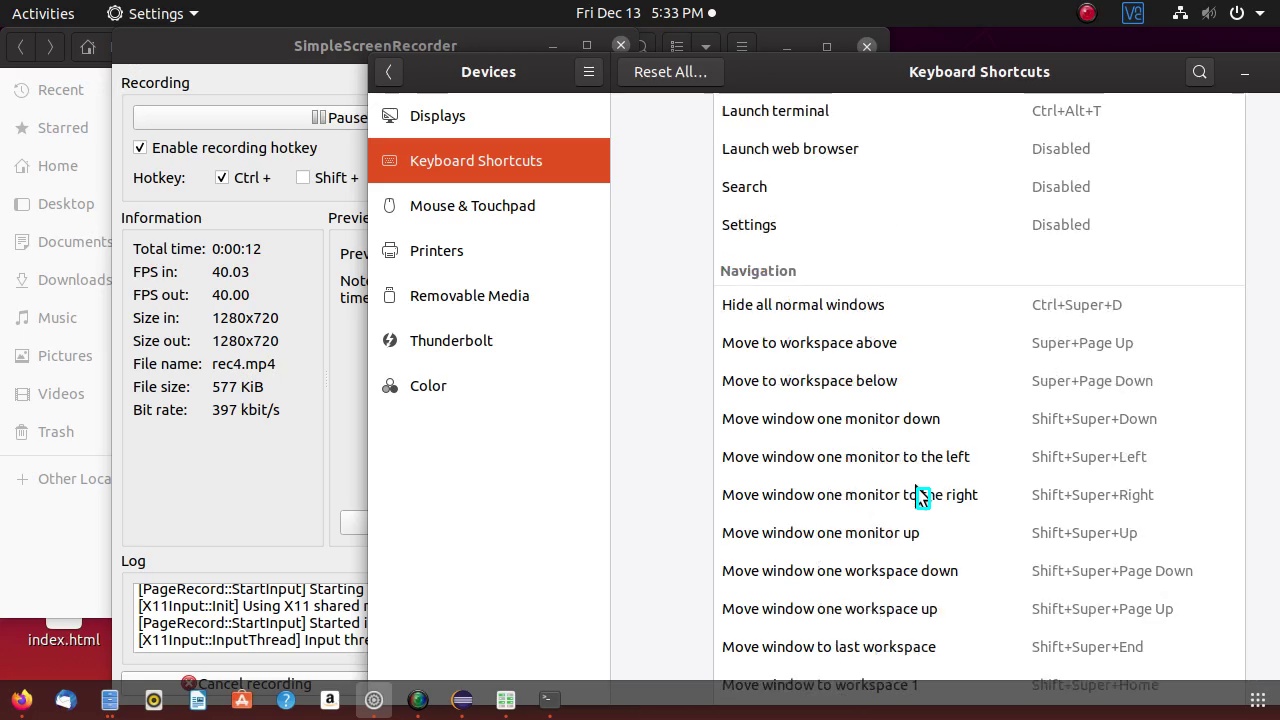 Activities
Settings
Fri Dec 13 5:33 PM
SimpleScreenRecorder
Devices
Reset All...
Keyboard Shortcuts
Recent
Starred
Home
Desktop
Documents
Downloads
Music
Pictures
Videos
Trash
Other Loca
index.html
Recording
Pause
Enable recording hotkey
Hotkey: Ctrl + Shift +
Information
Total time: 0:00:12
FPS in: 40.03
FPS out: 40.00
Size in: 1280x720
Size out: 1280x720
File name: rec4.mp4
File size: 577 KiB
Bit rate: 397 kbit/s
Previe
Prev
Note
time
Log
[PageRecord::StartInput] Starting
[X11Input::Init] Using X11 shared
[PageRecord::StartInput] Started i
[X11Input::InputThread] Input thre
Cancel recording
Displays
Keyboard Shortcuts
Mouse & Touchpad
Printers
Removable Media
Thunderbolt
Color
Launch terminal Ctrl+Alt+T
Launch web browser Disabled
Search Disabled
Settings Disabled
Navigation
Hide all normal windows Ctrl+Super+D
Move to workspace above Super+Page Up
Move to workspace below Super+Page Down
Move window one monitor down Shift+Super+Down
Move window one monitor to the left Shift+Super+Left
Move window one monitor to the right Shift+Super+Right
Move window one monitor up Shift+Super+Up
Move window one workspace down Shift+Super+Page Down
Move window one workspace up Shift+Super+Page Up
Move window to last workspace Shift+Super+End
Move window to workspace 1 Shift+Super+Home